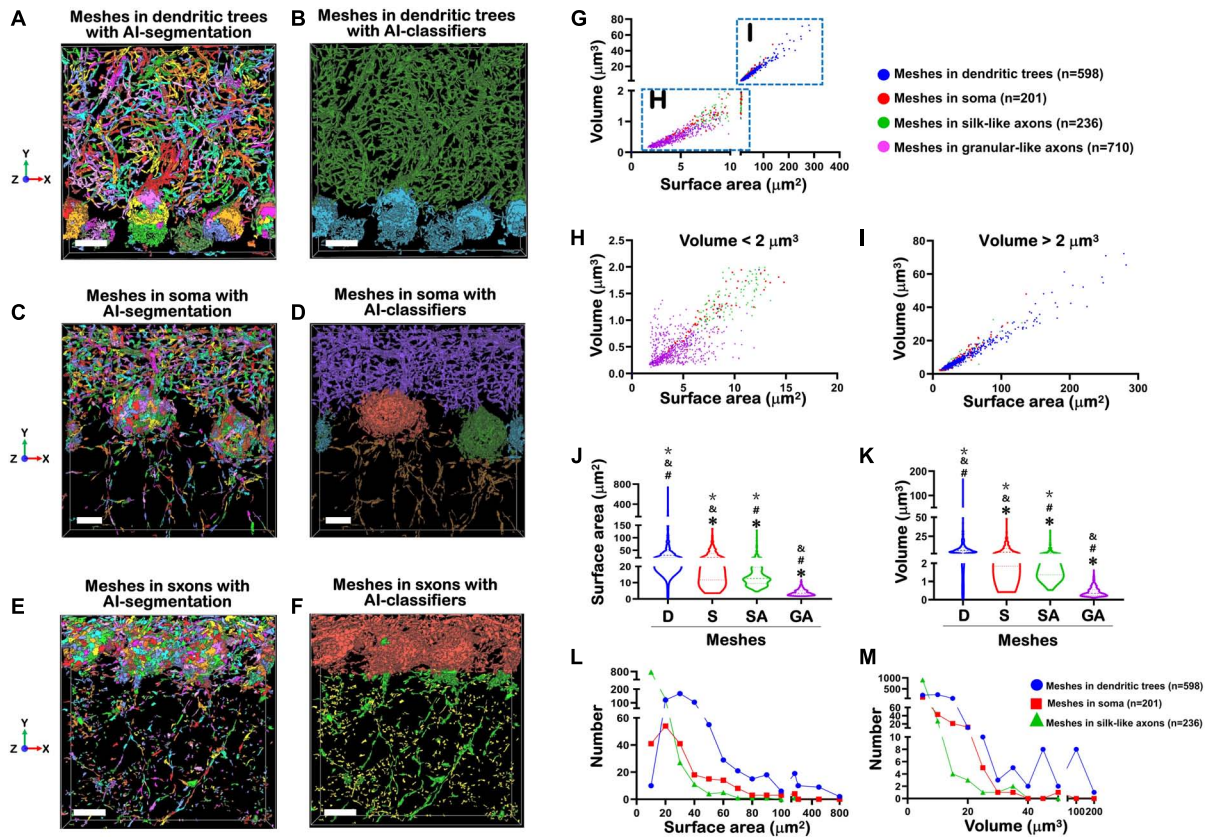 A
Meshes in dendritic trees
with AI-segmentation
B
Meshes in dendritic trees
with AI-classifiers
Y
Z
X
C
Meshes in soma with
AI-segmentation
D
Meshes in soma with
AI-classifiers
Y
Z
X
E
Meshes in sxons with
AI-segmentation
F
Meshes in sxons with
AI-classifiers
Y
Z
X
G
80
60
40
20
2
1
0
Volume (μm³)
I
H
5
10
100
200
300
400
Surface area (μm²)
Meshes in dendritic trees (n=598)
Meshes in soma (n=201)
Meshes in silk-like axons (n=236)
Meshes in granular-like axons (n=710)
H
Volume < 2 μm³
2.5
2.0
1.5
1.0
0.5
0.0
Volume (μm³)
0
5
10
15
20
Surface area (μm²)
I
Volume > 2 μm³
80
60
40
20
0
Volume (μm³)
0
100
200
300
Surface area (μm²)
J
Surface area (μm²)
800
400
150
100
50
20
10
0
*
&
#
*
&
*
*
#
*
&
#
*
D S SA GA
Meshes
K
Volume (μm³)
200
100
50
25
2
1
0
*
&
#
*
&
*
*
#
*
&
#
*
D S SA GA
Meshes
L
Number
800
500
200
100
60
40
20
0
0 20 40 60 80 100 200 400 600 800
Surface area (μm²)
M
Number
1000
500
60
40
20
10
8
6
4
2
0
0 20 40 100 200
Volume (μm3)
Meshes in dendritic trees (n=598)
Meshes in soma (n=201)
Meshes in silk-like axons (n=236)